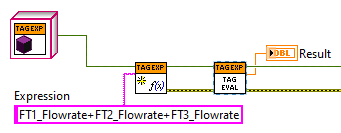 TAGEXP
TAGEXP
f(x)
TAGEXP
TAG
EVAL
DBL
Result
Expression
FT1_Flowrate+FT2_Flowrate+FT3_Flowrate